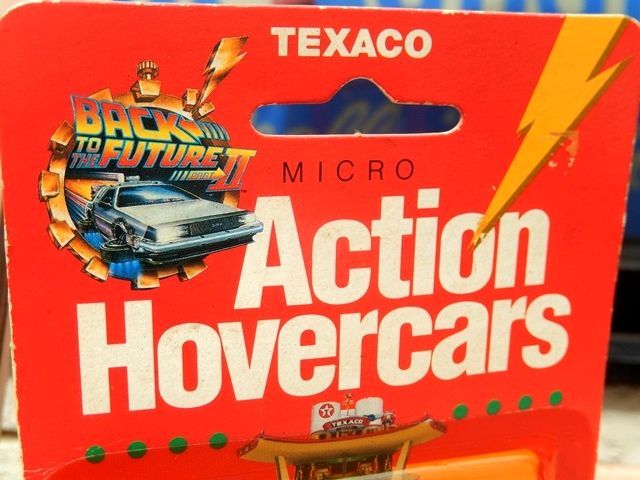 TEXACO
BACK
TO THE FUTURE
PART II
MICRO
Action
Hovercars
TEXACO